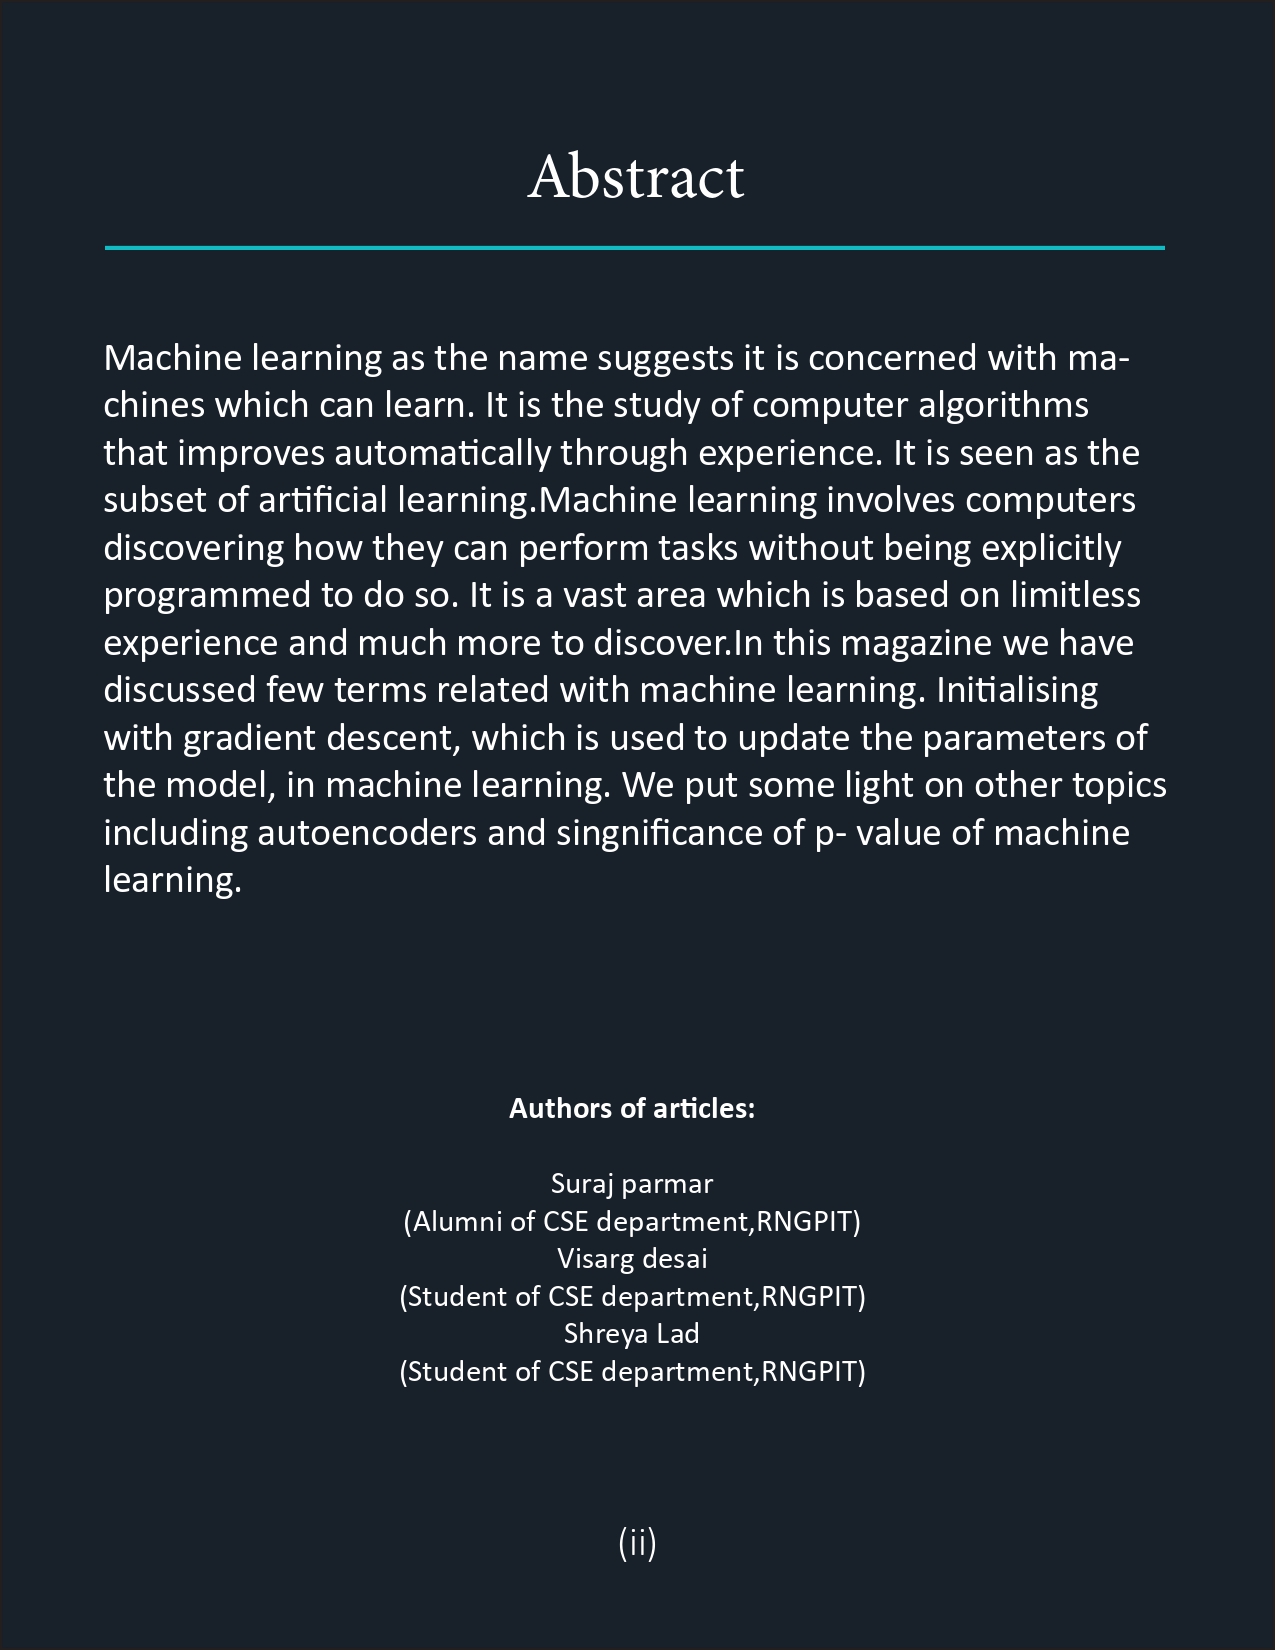 Abstract
Machine learning as the name suggests it is concerned with ma-
chines which can learn. It is the study of computer algorithms
that improves automatically through experience. It is seen as the
subset of artificial learning.Machine learning involves computers
discovering how they can perform tasks without being explicitly
programmed to do so. It is a vast area which is based on limitless
experience and much more to discover.In this magazine we have
discussed few terms related with machine learning. Initialising
with gradient descent, which is used to update the parameters of
the model, in machine learning. We put some light on other topics
including autoencoders and singnificance of p- value of machine
learning.
Authors of articles:
Suraj parmar
(Alumni of CSE department,RNGPIT)
Visarg desai
(Student of CSE department,RNGPIT)
Shreya Lad
(Student of CSE department,RNGPIT)
(ii)